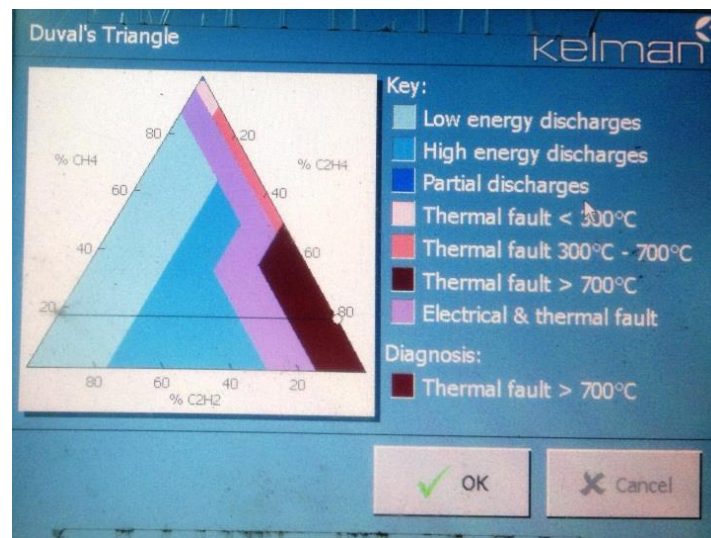 Duval's Triangle
kelman
Key:
Low energy discharges
High energy discharges
Partial discharges
Thermal fault < 300°C
Thermal fault 300°C - 700°C
Thermal fault > 700°C
Electrical & thermal fault
Diagnosis:
Thermal fault > 700°C
80
20
% CH4
% C2H4
60
40
40
60
20
80
80
60
40
20
% C2H2
OK
Cancel